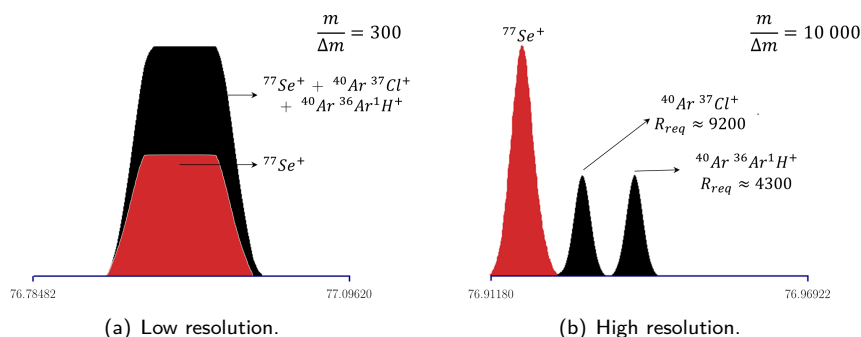 m/Δm = 300
⁷⁷Se⁺ + ⁴⁰Ar ³⁷Cl⁺
+ ⁴⁰Ar ³⁶Ar¹H⁺
⁷⁷Se⁺
76.78482
77.09620
(a) Low resolution.
m/Δm = 10 000
⁷⁷Se⁺
⁴⁰Ar ³⁷Cl⁺
R_req ≈ 9200
⁴⁰Ar ³⁶Ar¹H⁺
R_req ≈ 4300
76.91180
76.96922
(b) High resolution.